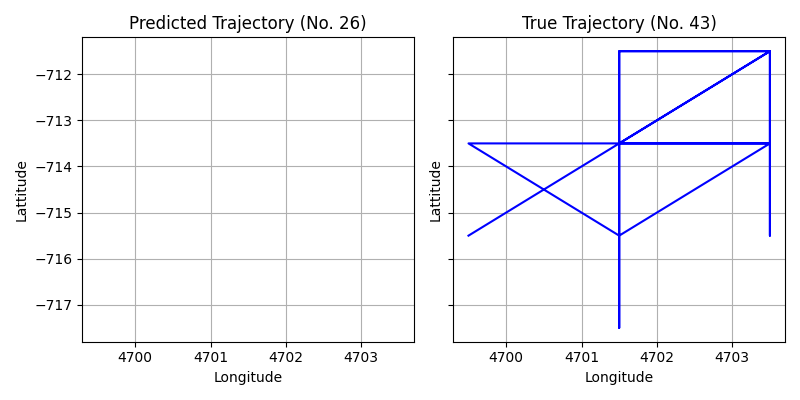 Predicted Trajectory (No. 26)
−712
−713
−714
−715
−716
−717
Lattitude
4700 4701 4702 4703
Longitude
True Trajectory (No. 43)
Lattitude
4700 4701 4702 4703
Longitude